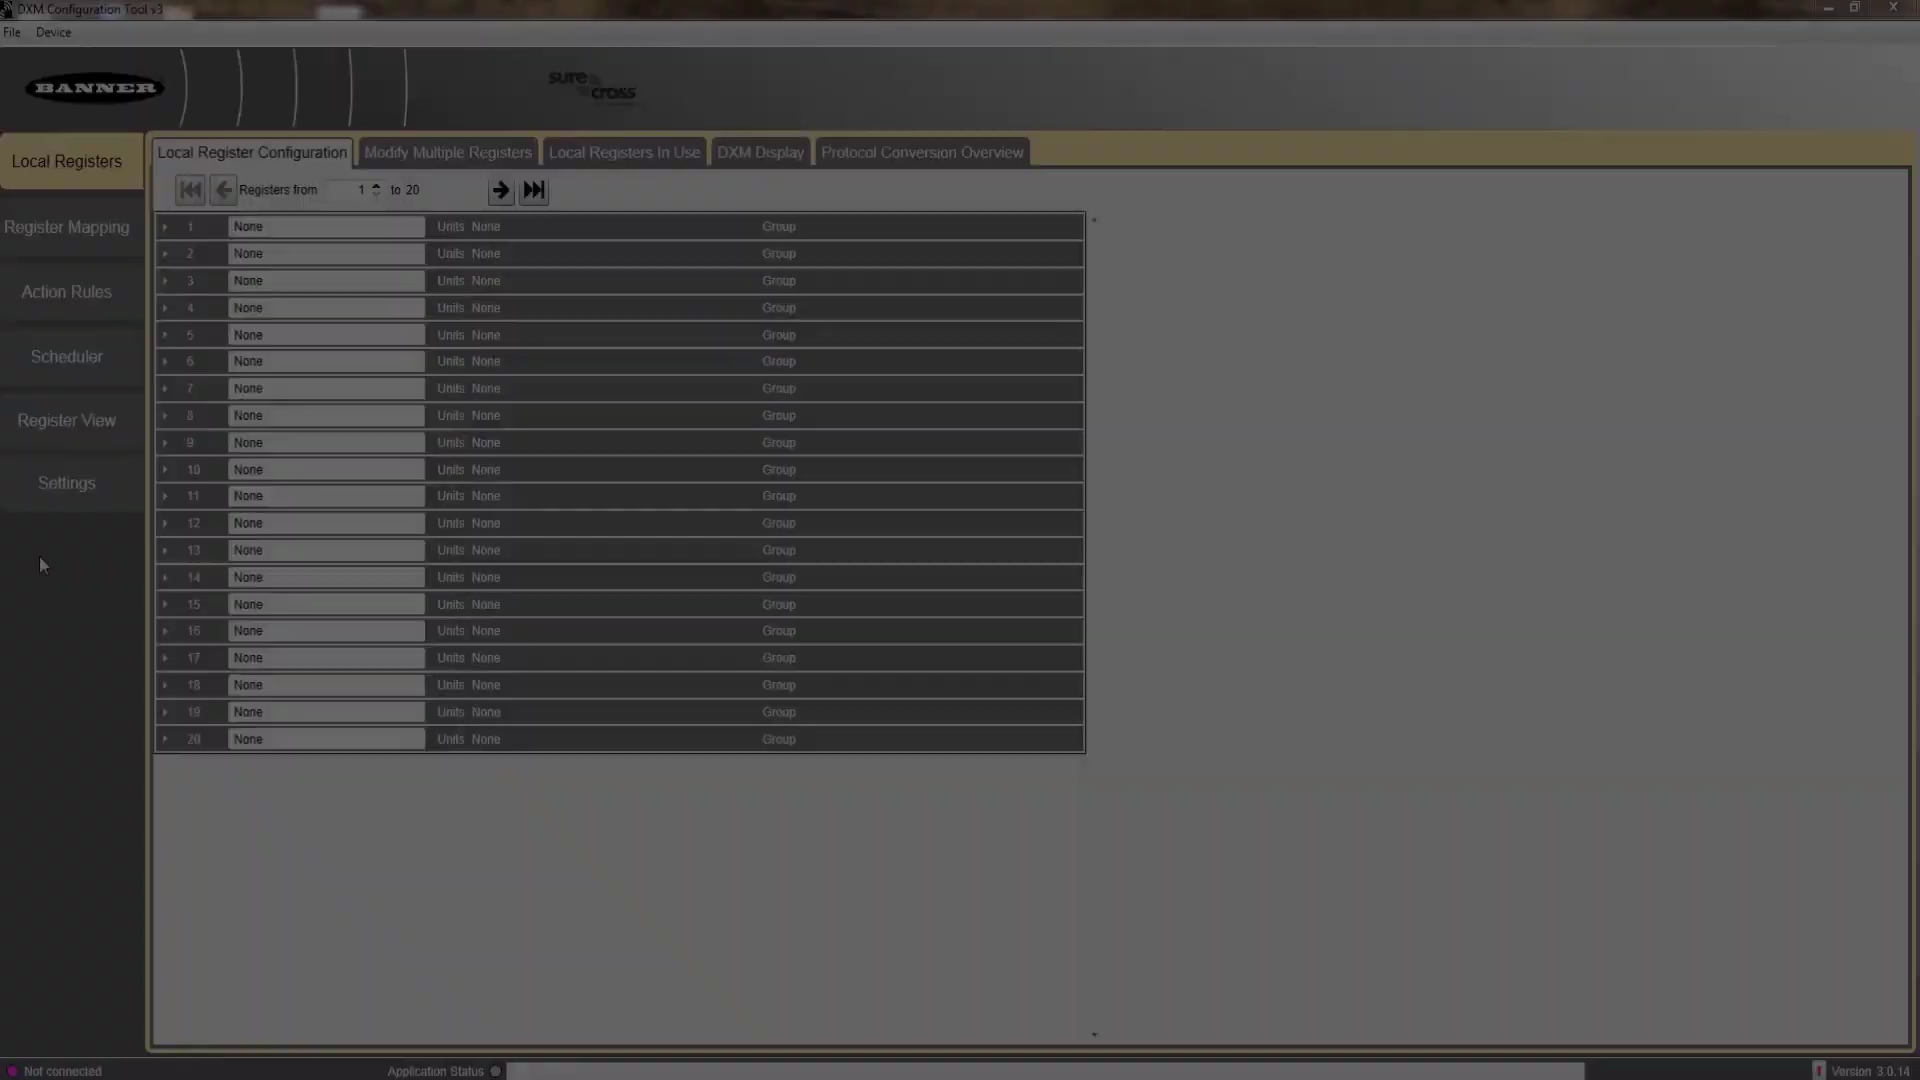 DXM Configuration Tool v3
File Device
BANNER
sure
cross
Local Registers
Register Mapping
Action Rules
Scheduler
Register View
Settings
Local Register Configuration Modify Multiple Registers Local Registers In Use DXM Display Protocol Conversion Overview
Registers from 1 to 20
1 None Units None Group
2 None Units None Group
3 None Units None Group
4 None Units None Group
5 None Units None Group
6 None Units None Group
7 None Units None Group
8 None Units None Group
9 None Units None Group
10 None Units None Group
11 None Units None Group
12 None Units None Group
13 None Units None Group
14 None Units None Group
15 None Units None Group
16 None Units None Group
17 None Units None Group
18 None Units None Group
19 None Units None Group
20 None Units None Group
Not connected Application Status Version 3.0.14